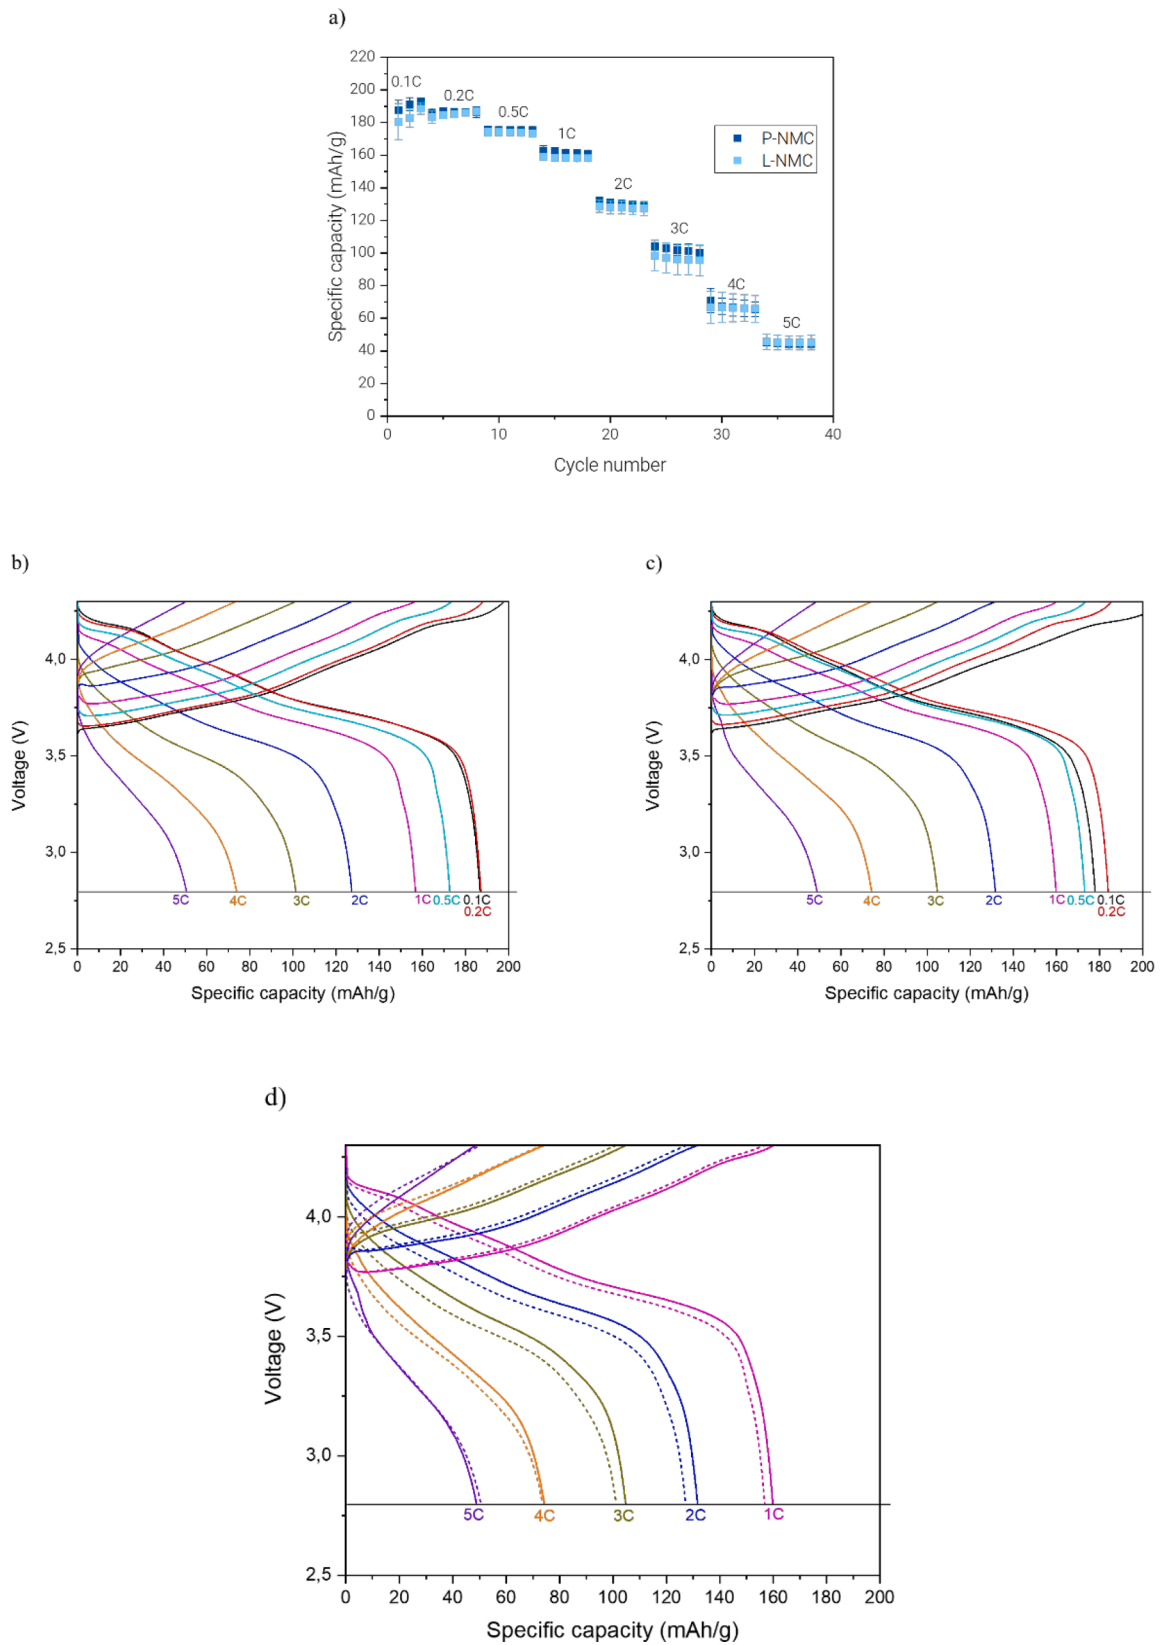 a)
220
200
180
160
140
120
100
80
60
40
20
0
0 10 20 30 40
Specific capacity (mAh/g)
Cycle number
0.1C
0.2C
0.5C
1C
2C
3C
4C
5C
P-NMC
L-NMC
b)
4,0
3,5
3,0
2,5
Voltage (V)
5C 4C 3C 2C 1C 0.5C 0.1C
0.2C
0 20 40 60 80 100 120 140 160 180 200
Specific capacity (mAh/g)
c)
4,0
3,5
3,0
2,5
Voltage (V)
5C 4C 3C 2C 1C 0.5C 0.1C
0.2C
0 20 40 60 80 100 120 140 160 180 200
Specific capacity (mAh/g)
d)
4,0
3,5
3,0
2,5
Voltage (V)
5C 4C 3C 2C 1C
0 20 40 60 80 100 120 140 160 180 200
Specific capacity (mAh/g)